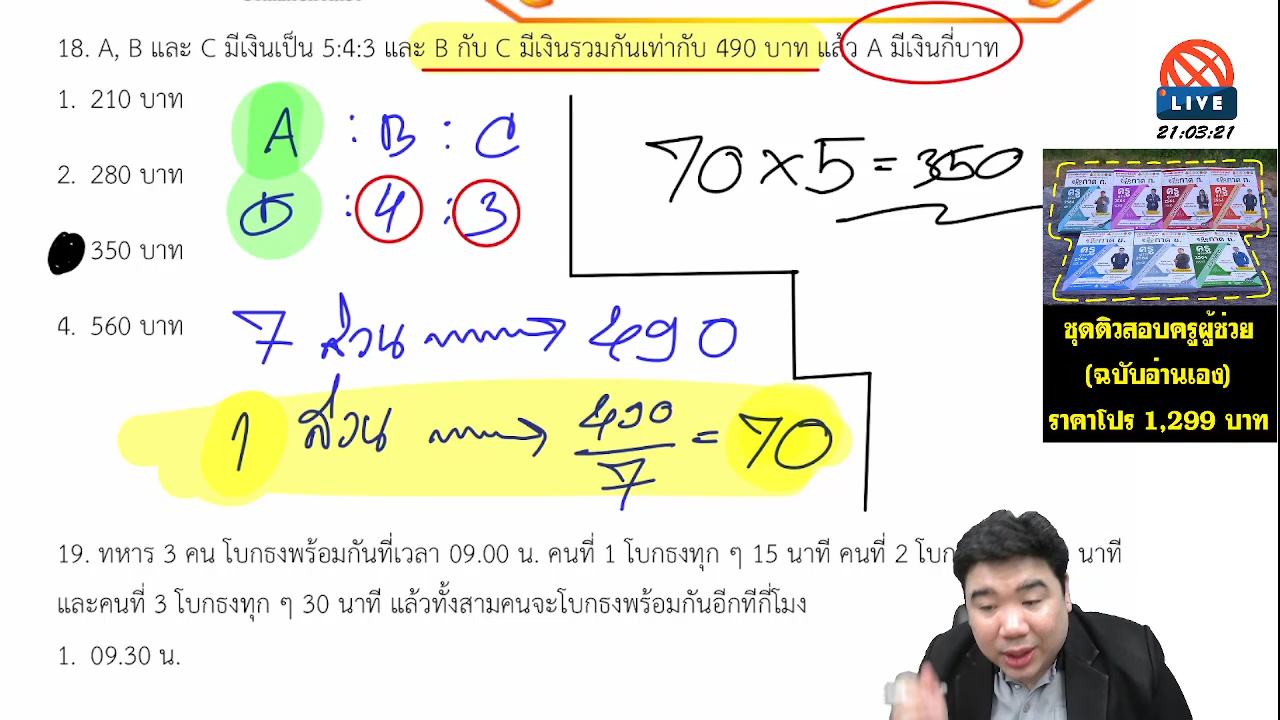 18. A, B และ C มีเงินเป็น 5:4:3 และ B กับ C มีเงินรวมกันเท่ากับ 490 บาท แล้ว A มีเงินกี่บาท
1. 210 บาท
2. 280 บาท
350 บาท
4. 560 บาท
A : B : C
5 : 4 : 3
7 ส่วน → 490
1 ส่วน → 490/7 = 70
70 × 5 = 350
19. ทหาร 3 คน โบกธงพร้อมกันที่เวลา 09.00 น. คนที่ 1 โบกธงทุก ๆ 15 นาที คนที่ 2 นาที
และคนที่ 3 โบกธงทุก ๆ 30 นาที แล้วทั้งสามคนจะโบกธงพร้อมกันอีกทีกี่โมง
1. 09.30 น.
LIVE
21:03:21
ชุดติวสอบครูผู้ช่วย
(ฉบับอ่านเอง)
ราคาโปร 1,299 บาท